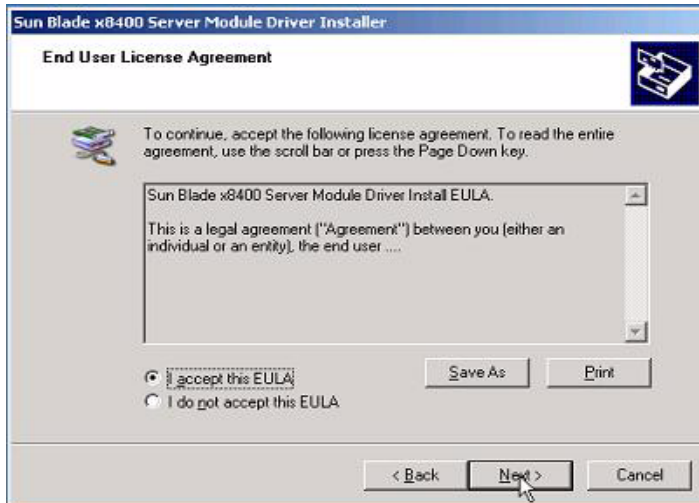 Sun Blade x8400 Server Module Driver Installer
End User License Agreement
To continue, accept the following license agreement. To read the entire
agreement, use the scroll bar or press the Page Down key.
Sun Blade x8400 Server Module Driver Install EULA.
This is a legal agreement ("Agreement") between you (either an
individual or an entity), the end user ....
I accept this EULA
Save As
Print
I do not accept this EULA
< Back
Next >
Cancel